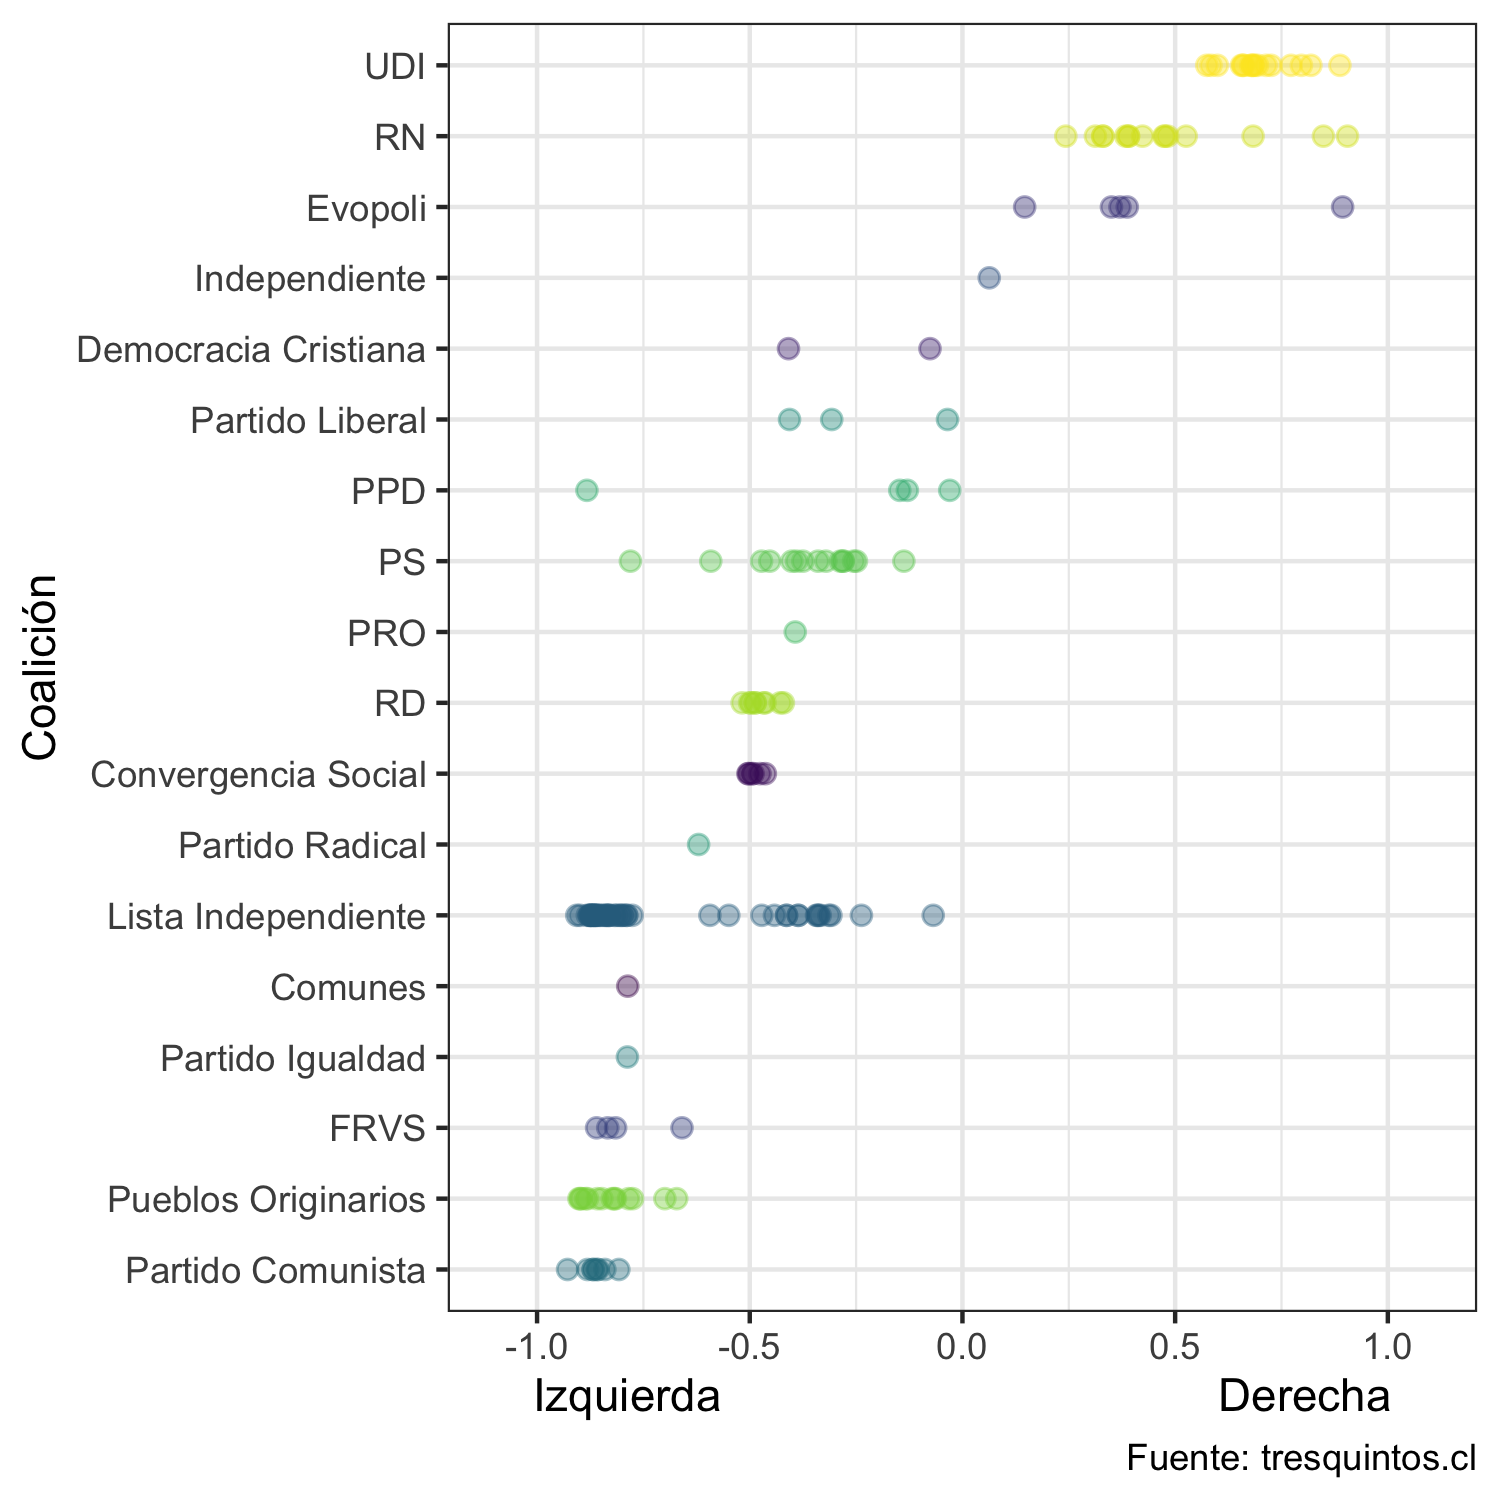 UDI
RN
Evopoli
Independiente
Democracia Cristiana
Partido Liberal
PPD
PS
PRO
RD
Convergencia Social
Partido Radical
Lista Independiente
Comunes
Partido Igualdad
FRVS
Pueblos Originarios
Partido Comunista
Coalición
-1.0 -0.5 0.0 0.5 1.0
Izquierda Derecha
Fuente: tresquintos.cl